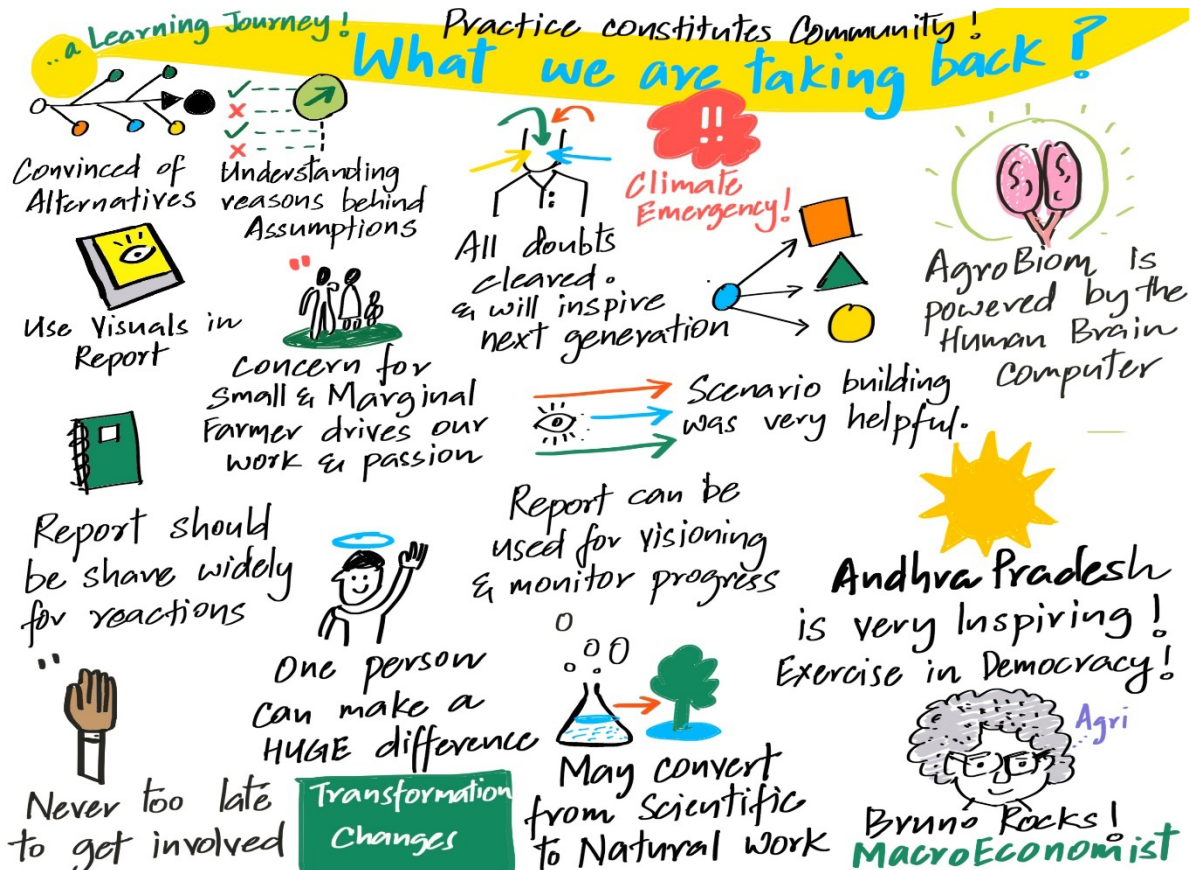 ..a Learning Journey!
Practice constitutes Community!
What we are taking back?
Convinced of
Alternatives
Understanding
reasons behind
Assumptions
All doubts
cleared.
& will inspire
next generation
!!
Climate
Emergency!
AgroBiom is
powered by the
Human Brain
Computer
Use Visuals in
Report
Concern for
Small & Marginal
Farmer drives our
work & passion
Scenario building
was very helpful.
Report should
be share widely
for reactions
One person
can make a
HUGE difference
Report can be
used for visioning
& monitor progress
Andhra Pradesh
is very Inspiring!
Exercise in Democracy!
Never too late
to get involved
Transformation
Changes
May convert
from Scientific
to Natural work
Agri
Bruno Rocks!
MacroEconomist